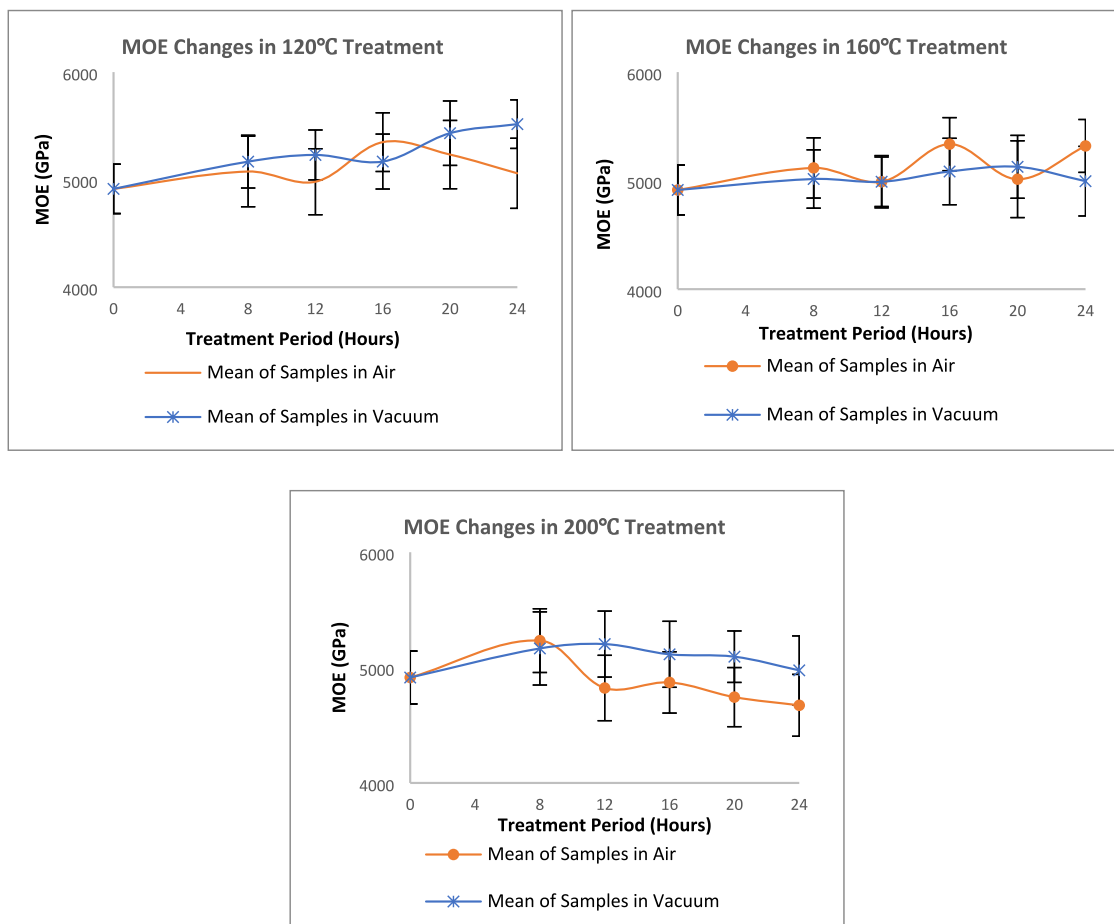 MOE Changes in 120℃ Treatment
6000
5000
4000
MOE (GPa)
0 4 8 12 16 20 24
Treatment Period (Hours)
Mean of Samples in Air
Mean of Samples in Vacuum
MOE Changes in 160℃ Treatment
6000
5000
4000
MOE (GPa)
0 4 8 12 16 20 24
Treatment Period (Hours)
Mean of Samples in Air
Mean of Samples in Vacuum
MOE Changes in 200℃ Treatment
6000
5000
4000
MOE (GPa)
0 4 8 12 16 20 24
Treatment Period (Hours)
Mean of Samples in Air
Mean of Samples in Vacuum